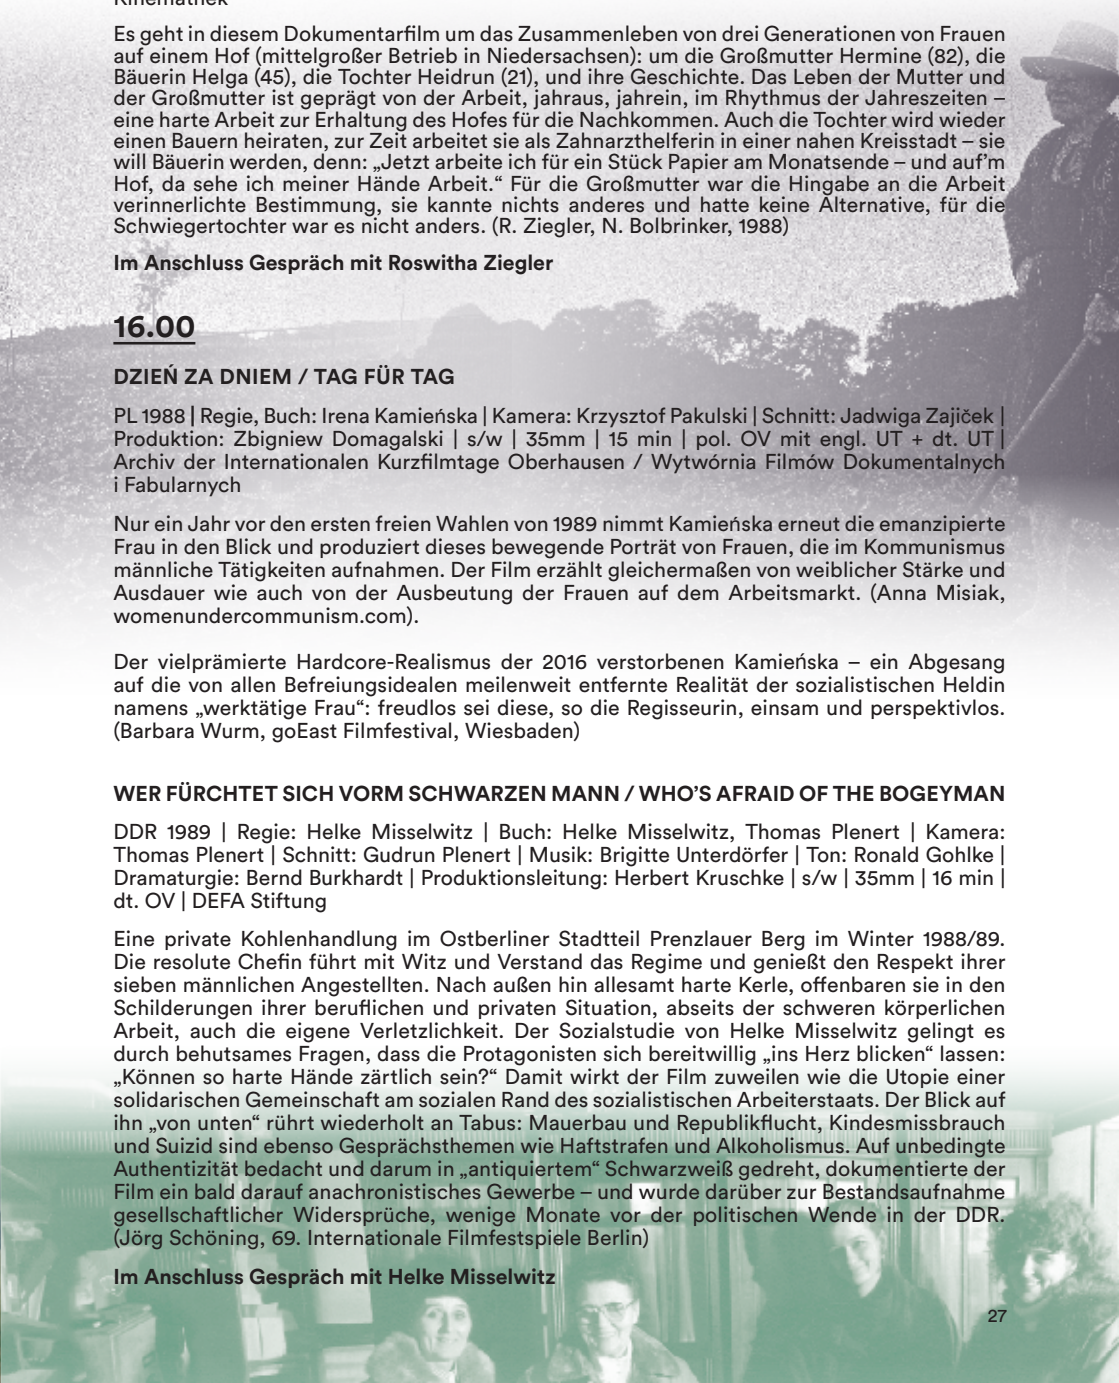 Kinemathek
Es geht in diesem Dokumentarfilm um das Zusammenleben von drei Generationen von Frauen
auf einem Hof (mittelgroßer Betrieb in Niedersachsen): um die Großmutter Hermine (82), die
Bäuerin Helga (45), die Tochter Heidrun (21), und ihre Geschichte. Das Leben der Mutter und
der Großmutter ist geprägt von der Arbeit, jahraus, jahrein, im Rhythmus der Jahreszeiten –
eine harte Arbeit zur Erhaltung des Hofes für die Nachkommen. Auch die Tochter wird wieder
einen Bauern heiraten, zur Zeit arbeitet sie als Zahnarzthelferin in einer nahen Kreisstadt – sie
will Bäuerin werden, denn: „Jetzt arbeite ich für ein Stück Papier am Monatsende – und auf’m
Hof, da sehe ich meiner Hände Arbeit.“ Für die Großmutter war die Hingabe an die Arbeit
verinnerlichte Bestimmung, sie kannte nichts anderes und hatte keine Alternative, für die
Schwiegertochter war es nicht anders. (R. Ziegler, N. Bolbrinker, 1988)
Im Anschluss Gespräch mit Roswitha Ziegler
16.00
DZIEŃ ZA DNIEM / TAG FÜR TAG
PL 1988 | Regie, Buch: Irena Kamieńska | Kamera: Krzysztof Pakulski | Schnitt: Jadwiga Zajiček |
Produktion: Zbigniew Domagalski | s/w | 35mm | 15 min | pol. OV mit engl. UT + dt. UT |
Archiv der Internationalen Kurzfilmtage Oberhausen / Wytwórnia Filmów Dokumentalnych
i Fabularnych
Nur ein Jahr vor den ersten freien Wahlen von 1989 nimmt Kamieńska erneut die emanzipierte
Frau in den Blick und produziert dieses bewegende Porträt von Frauen, die im Kommunismus
männliche Tätigkeiten aufnahmen. Der Film erzählt gleichermaßen von weiblicher Stärke und
Ausdauer wie auch von der Ausbeutung der Frauen auf dem Arbeitsmarkt. (Anna Misiak,
womenundercommunism.com).
Der vielprämierte Hardcore-Realismus der 2016 verstorbenen Kamieńska – ein Abgesang
auf die von allen Befreiungsidealen meilenweit entfernte Realität der sozialistischen Heldin
namens „werktätige Frau“: freudlos sei diese, so die Regisseurin, einsam und perspektivlos.
(Barbara Wurm, goEast Filmfestival, Wiesbaden)
WER FÜRCHTET SICH VORM SCHWARZEN MANN / WHO’S AFRAID OF THE BOGEYMAN
DDR 1989 | Regie: Helke Misselwitz | Buch: Helke Misselwitz, Thomas Plenert | Kamera:
Thomas Plenert | Schnitt: Gudrun Plenert | Musik: Brigitte Unterdörfer | Ton: Ronald Gohlke |
Dramaturgie: Bernd Burkhardt | Produktionsleitung: Herbert Kruschke | s/w | 35mm | 16 min |
dt. OV | DEFA Stiftung
Eine private Kohlenhandlung im Ostberliner Stadtteil Prenzlauer Berg im Winter 1988/89.
Die resolute Chefin führt mit Witz und Verstand das Regime und genießt den Respekt ihrer
sieben männlichen Angestellten. Nach außen hin allesamt harte Kerle, offenbaren sie in den
Schilderungen ihrer beruflichen und privaten Situation, abseits der schweren körperlichen
Arbeit, auch die eigene Verletzlichkeit. Der Sozialstudie von Helke Misselwitz gelingt es
durch behutsames Fragen, dass die Protagonisten sich bereitwillig „ins Herz blicken“ lassen:
„Können so harte Hände zärtlich sein?“ Damit wirkt der Film zuweilen wie die Utopie einer
solidarischen Gemeinschaft am sozialen Rand des sozialistischen Arbeiterstaats. Der Blick auf
ihn „von unten“ rührt wiederholt an Tabus: Mauerbau und Republikflucht, Kindesmissbrauch
und Suizid sind ebenso Gesprächsthemen wie Haftstrafen und Alkoholismus. Auf unbedingte
Authentizität bedacht und darum in „antiquiertem“ Schwarzweiß gedreht, dokumentierte der
Film ein bald darauf anachronistisches Gewerbe – und wurde darüber zur Bestandsaufnahme
gesellschaftlicher Widersprüche, wenige Monate vor der politischen Wende in der DDR.
(Jörg Schöning, 69. Internationale Filmfestspiele Berlin)
Im Anschluss Gespräch mit Helke Misselwitz
27